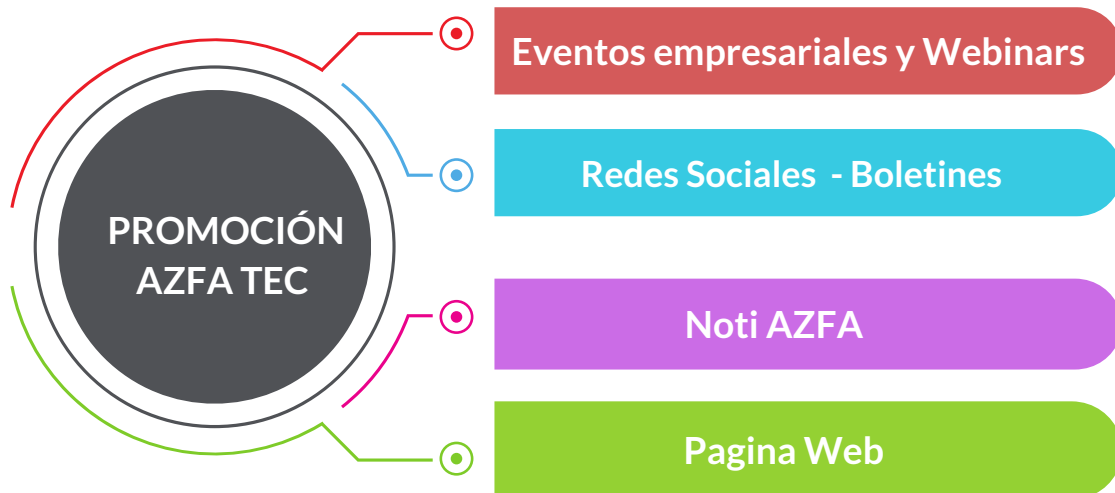 PROMOCIÓN
AZFA TEC
Eventos empresariales y Webinars
Redes Sociales - Boletines
Noti AZFA
Pagina Web